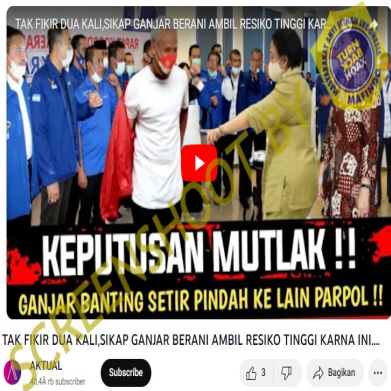 TAK FIKIR DUA KALI,SIKAP GANJAR BERANI AMBIL RESIKO TINGGI KAR...
TURN
BACK
HOAX
SCREENSHOOT BY
KEPUTUSAN MUTLAK !!
GANJAR BANTING SETIR PINDAH KE LAIN PARPOL !!
TAK FIKIR DUA KALI,SIKAP GANJAR BERANI AMBIL RESIKO TINGGI KARNA INI....
AKTUAL
40,4 rb subscriber
Subscribe
3
Bagikan